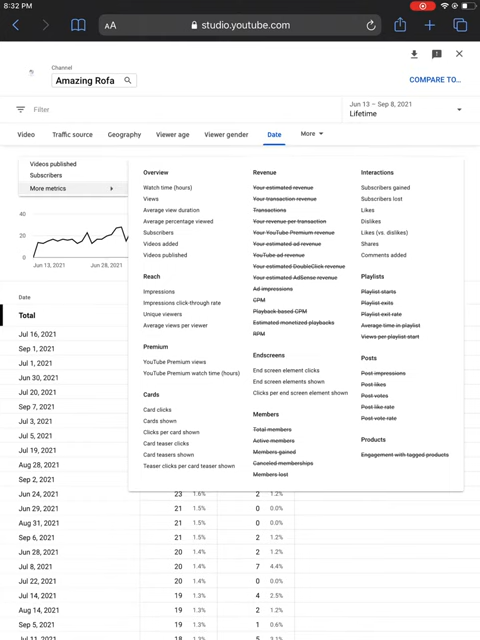 8:32 PM
AA
studio.youtube.com
Channel
Amazing Rofa
COMPARE TO...
Filter
Jun 13 – Sep 8, 2021
Lifetime
Video
Traffic source
Geography
Viewer age
Viewer gender
Date
More
Videos published
Subscribers
More metrics
40
20
0
Jun 13, 2021
Jun 28, 2021
Overview
Watch time (hours)
Views
Average view duration
Average percentage viewed
Subscribers
Videos added
Videos published
Reach
Impressions
Impressions click-through rate
Unique viewers
Average views per viewer
Premium
YouTube Premium views
YouTube Premium watch time (hours)
Cards
Card clicks
Cards shown
Clicks per card shown
Card teaser clicks
Card teasers shown
Teaser clicks per card teaser shown
Revenue
Your estimated revenue
Your transaction revenue
Transactions
Your revenue per transaction
Your YouTube Premium revenue
Your estimated ad revenue
YouTube ad revenue
Your estimated DoubleClick revenue
Your estimated AdSense revenue
Ad impressions
CPM
Playback-based CPM
Estimated monetized playbacks
RPM
Endscreens
End screen element clicks
End screen elements shown
Clicks per end screen element shown
Members
Total members
Active members
Members gained
Canceled memberships
Members lost
Interactions
Subscribers gained
Subscribers lost
Likes
Dislikes
Likes (vs. dislikes)
Shares
Comments added
Playlists
Playlist starts
Playlist exits
Playlist exit rate
Average time in playlist
Views per playlist start
Posts
Post impressions
Post likes
Post votes
Post like rate
Post vote rate
Products
Engagement with tagged products
Date
Total
Jul 16, 2021
Sep 1, 2021
Jul 1, 2021
Jun 30, 2021
Jul 20, 2021
Sep 7, 2021
Jul 3, 2021
Jul 5, 2021
Jul 19, 2021
Aug 28, 2021
Sep 2, 2021
Jun 24, 2021 23 1.6% 2 1.2%
Jun 29, 2021 21 1.5% 0 0.0%
Aug 31, 2021 21 1.5% 0 0.0%
Sep 6, 2021 21 1.5% 2 1.2%
Jun 28, 2021 20 1.4% 2 1.2%
Jul 8, 2021 20 1.4% 7 4.4%
Jul 22, 2021 20 1.4% 0 0.0%
Jul 14, 2021 19 1.3% 4 2.5%
Aug 14, 2021 19 1.3% 2 1.2%
Sep 5, 2021 19 1.3% 1 0.6%
Jul 11, 2021 18 1.3% 5 3.1%